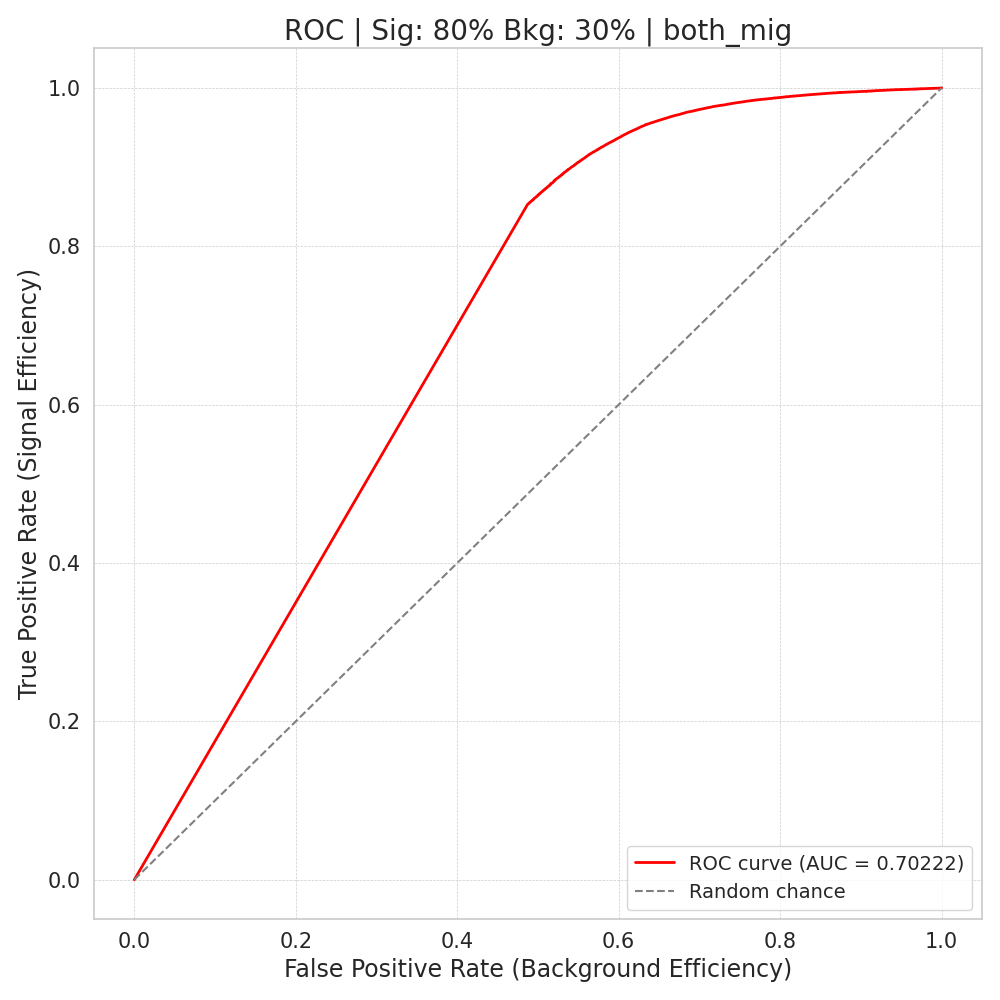 ROC | Sig: 80% Bkg: 30% | both_mig
True Positive Rate (Signal Efficiency)
1.0
0.8
0.6
0.4
0.2
0.0
ROC curve (AUC = 0.70222)
Random chance
0.0 0.2 0.4 0.6 0.8 1.0
False Positive Rate (Background Efficiency)